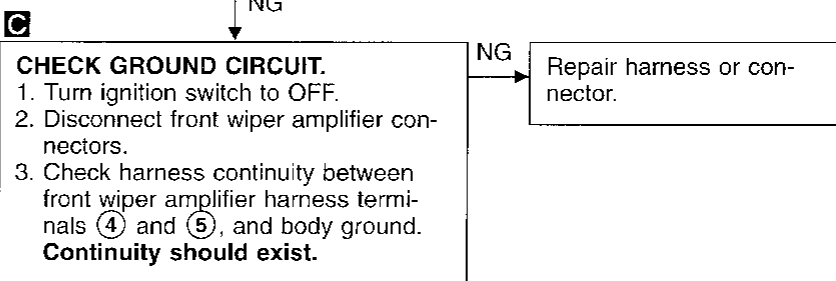 NG
C
CHECK GROUND CIRCUIT.
1. Turn ignition switch to OFF.
2. Disconnect front wiper amplifier con-
nectors.
3. Check harness continuity between
front wiper amplifier harness termi-
nals ④ and ⑤, and body ground.
Continuity should exist.
NG
Repair harness or con-
nector.